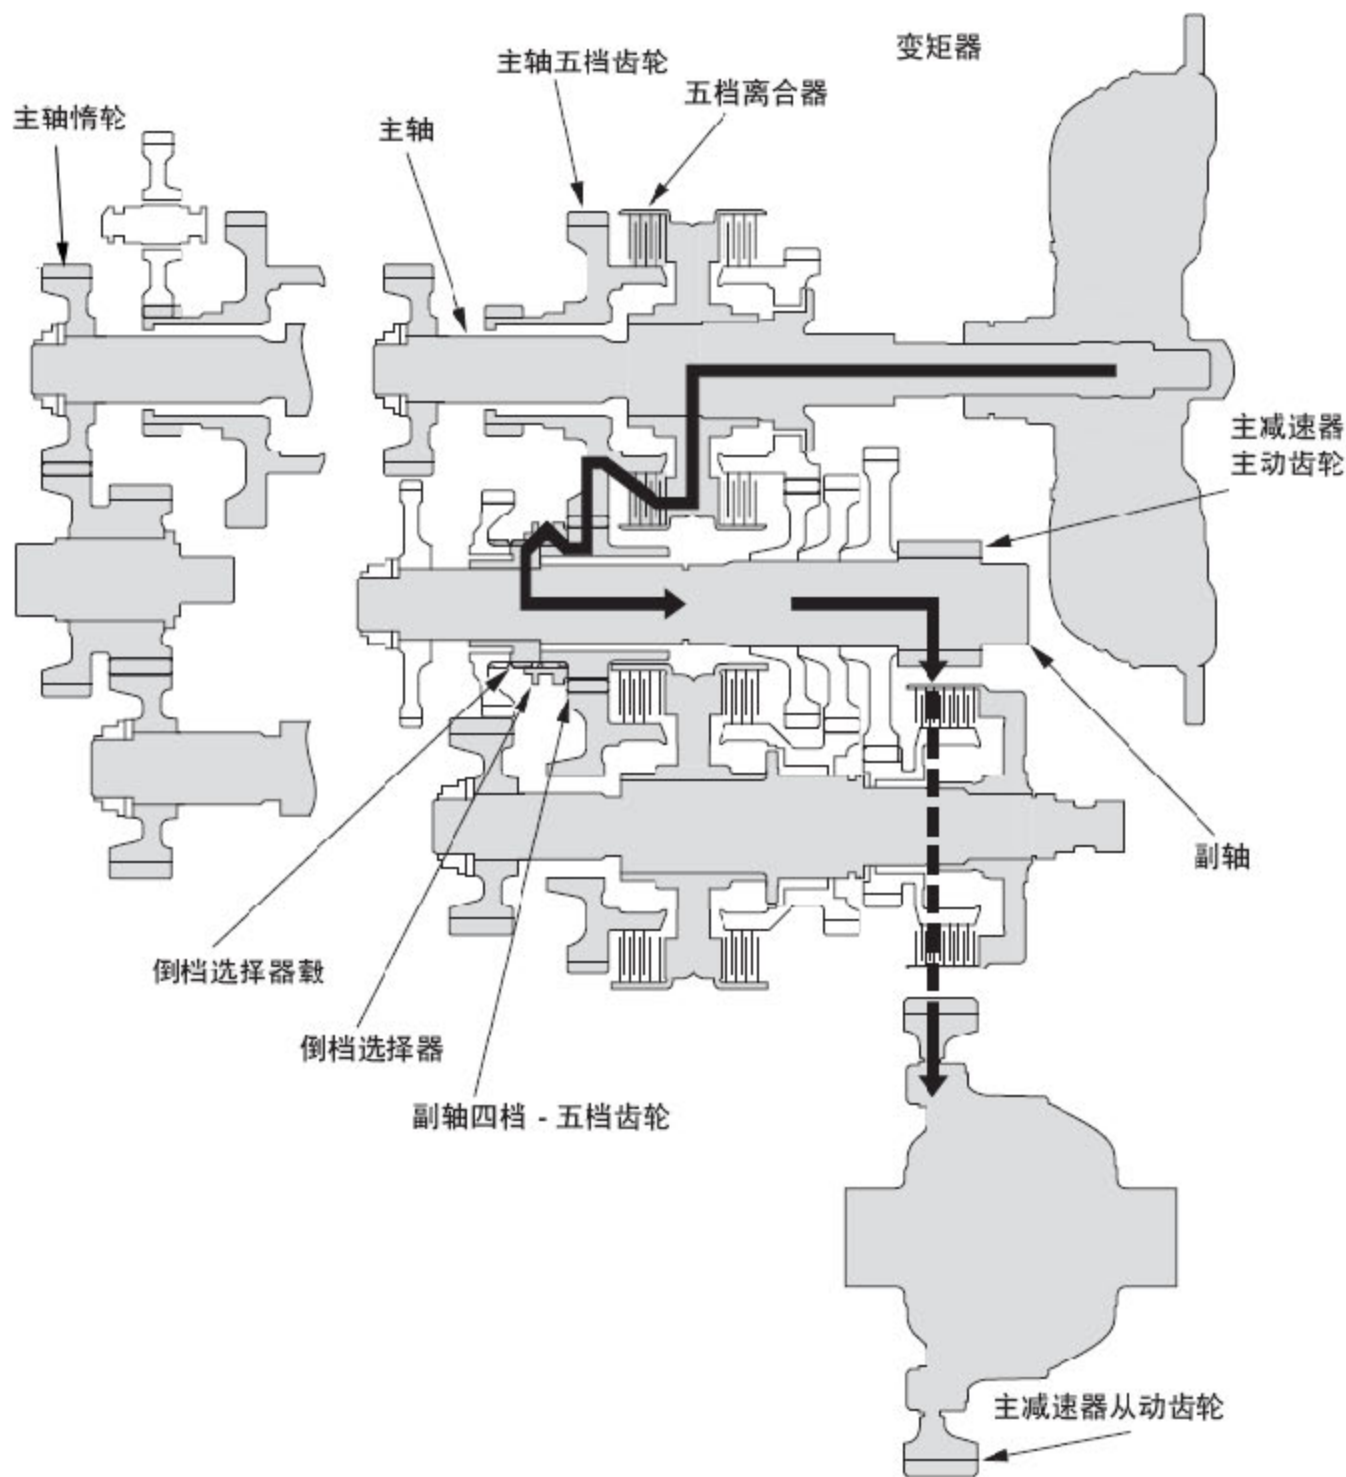 变矩器
主轴五档齿轮
五档离合器
主轴惰轮
主轴
主减速器
主动齿轮
副轴
倒档选择器毂
倒档选择器
副轴四档 - 五档齿轮
主减速器从动齿轮